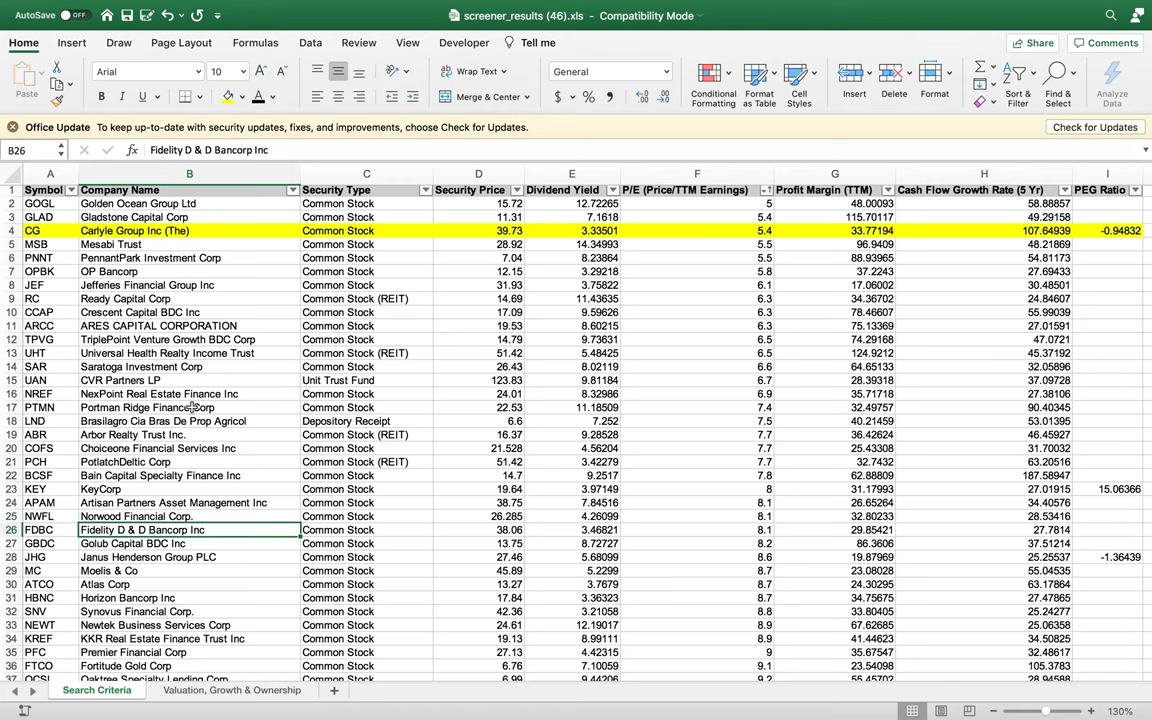 AutoSave OFF screener_results (46).xls - Compatibility Mode
Home Insert Draw Page Layout Formulas Data Review View Developer Tell me Share Comments
Paste Arial 10 A A Wrap Text General Conditional Formatting Format as Table Cell Styles Insert Delete Format Sort & Filter Find & Select Analyze Data
B I U A Merge & Center $ % 9
Office Update To keep up-to-date with security updates, fixes, and improvements, choose Check for Updates. Check for Updates
B26 fx Fidelity D & D Bancorp Inc
A B C D E F G H I
1 Symbol Company Name Security Type Security Price Dividend Yield P/E (Price/TTM Earnings) Profit Margin (TTM) Cash Flow Growth Rate (5 Yr) PEG Ratio
2 GOGL Golden Ocean Group Ltd Common Stock 15.72 12.72265 5 48.00093 58.88857
3 GLAD Gladstone Capital Corp Common Stock 11.31 7.1618 5.4 115.70117 49.29158
4 CG Carlyle Group Inc (The) Common Stock 39.73 3.33501 5.4 33.77194 107.64939 -0.94832
5 MSB Mesabi Trust Common Stock 28.92 14.34993 5.5 96.9409 48.21869
6 PNNT PennantPark Investment Corp Common Stock 7.04 8.23864 5.5 88.93965 54.81173
7 OPBK OP Bancorp Common Stock 12.15 3.29218 5.8 37.2243 27.69433
8 JEF Jefferies Financial Group Inc Common Stock 31.93 3.75822 6.1 17.06002 30.48501
9 RC Ready Capital Corp Common Stock (REIT) 14.69 11.43635 6.3 34.36702 24.84607
10 CCAP Crescent Capital BDC Inc Common Stock 17.09 9.59626 6.3 78.46607 55.99039
11 ARCC ARES CAPITAL CORPORATION Common Stock 19.53 8.60215 6.3 75.13369 27.01591
12 TPVG TriplePoint Venture Growth BDC Corp Common Stock 14.79 9.73631 6.5 74.29168 47.0721
13 UHT Universal Health Realty Income Trust Common Stock (REIT) 51.42 5.48425 6.5 124.9212 45.37192
14 SAR Saratoga Investment Corp Common Stock 26.43 8.02119 6.6 64.65133 32.05896
15 UAN CVR Partners LP Unit Trust Fund 123.83 9.81184 6.7 28.39318 37.09728
16 NREF NexPoint Real Estate Finance Inc Common Stock 24.01 8.32986 6.9 35.71718 27.38106
17 PTMN Portman Ridge Finance Corp Common Stock 22.53 11.18509 7.4 32.49757 90.40345
18 LND Brasilagro Cia Bras De Prop Agricol Depository Receipt 6.6 7.252 7.5 40.21459 53.01395
19 ABR Arbor Realty Trust Inc. Common Stock (REIT) 16.37 9.28528 7.7 36.42624 46.45927
20 COFS Choiceone Financial Services Inc Common Stock 21.528 4.56204 7.7 25.43308 31.70032
21 PCH PotlatchDeltic Corp Common Stock (REIT) 51.42 3.42279 7.7 32.7432 63.20516
22 BCSF Bain Capital Specialty Finance Inc Common Stock 14.7 9.2517 7.8 62.88809 187.58947
23 KEY KeyCorp Common Stock 19.64 3.97149 8 31.17993 27.01915 15.06366
24 APAM Artisan Partners Asset Management Inc Common Stock 38.75 7.84516 8.1 26.65264 34.40576
25 NWFL Norwood Financial Corp. Common Stock 26.285 4.26099 8.1 32.80233 28.53416
26 FDBC Fidelity D & D Bancorp Inc Common Stock 38.06 3.46821 8.1 29.85421 27.7814
27 GBDC Golub Capital BDC Inc Common Stock 13.75 8.72727 8.2 86.3606 37.51214
28 JHG Janus Henderson Group PLC Common Stock 27.46 5.68099 8.6 19.87969 25.25537 -1.36439
29 MC Moelis & Co Common Stock 45.89 5.2299 8.7 23.08028 55.04535
30 ATCO Atlas Corp Common Stock 13.27 3.7679 8.7 24.30295 63.17864
31 HBNC Horizon Bancorp Inc Common Stock 17.84 3.36323 8.7 34.75675 27.47865
32 SNV Synovus Financial Corp. Common Stock 42.36 3.21058 8.8 33.80405 25.24277
33 NEWT Newtek Business Services Corp Common Stock 24.61 12.19017 8.9 67.62685 25.06358
34 KREF KKR Real Estate Finance Trust Inc Common Stock 19.13 8.99111 8.9 41.44623 34.50825
35 PFC Premier Financial Corp Common Stock 27.13 4.42315 9 35.67547 32.48617
36 FTCO Fortitude Gold Corp Common Stock 6.76 7.10059 9.1 23.54098 105.3783
37 OCSL Oaktree Specialty Lending Corp Common Stock 6.99 9.44206 9.2 55.45702 28.94588
Search Criteria Valuation, Growth & Ownership +
130%